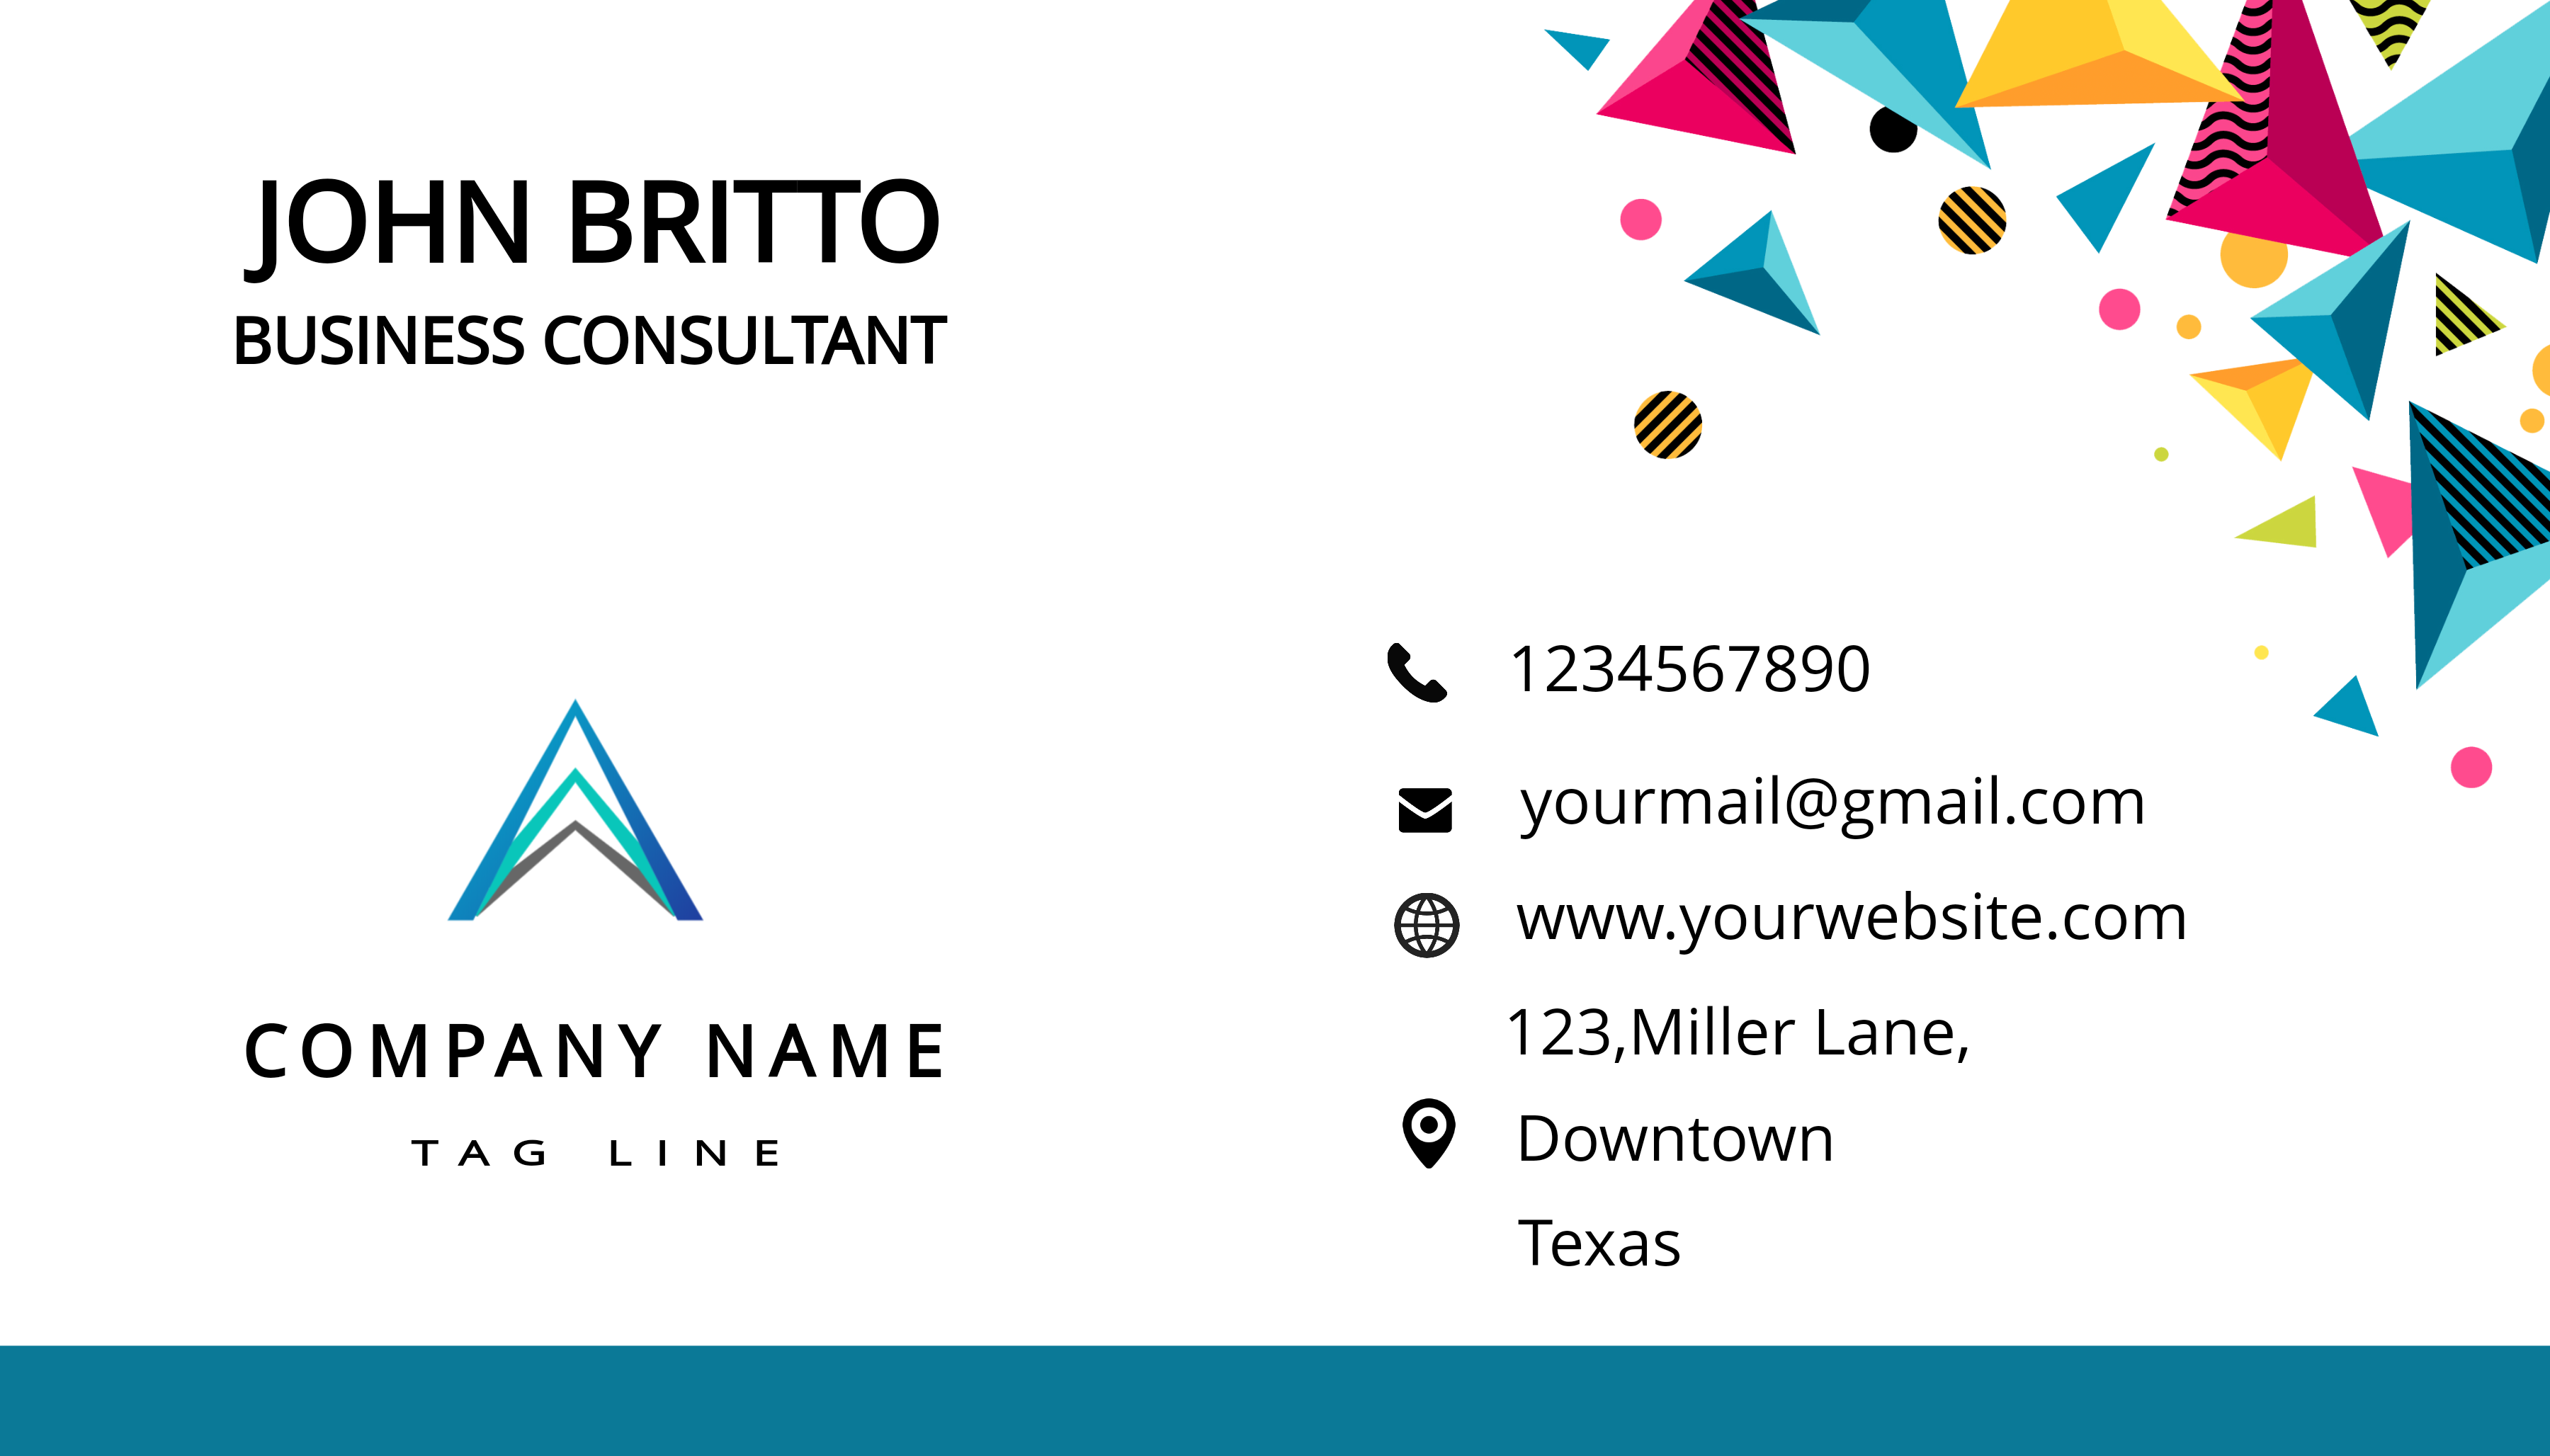 JOHN BRITTO
BUSINESS CONSULTANT
COMPANY NAME
TAG LINE
1234567890
yourmail@gmail.com
www.yourwebsite.com
123,Miller Lane,
Downtown
Texas